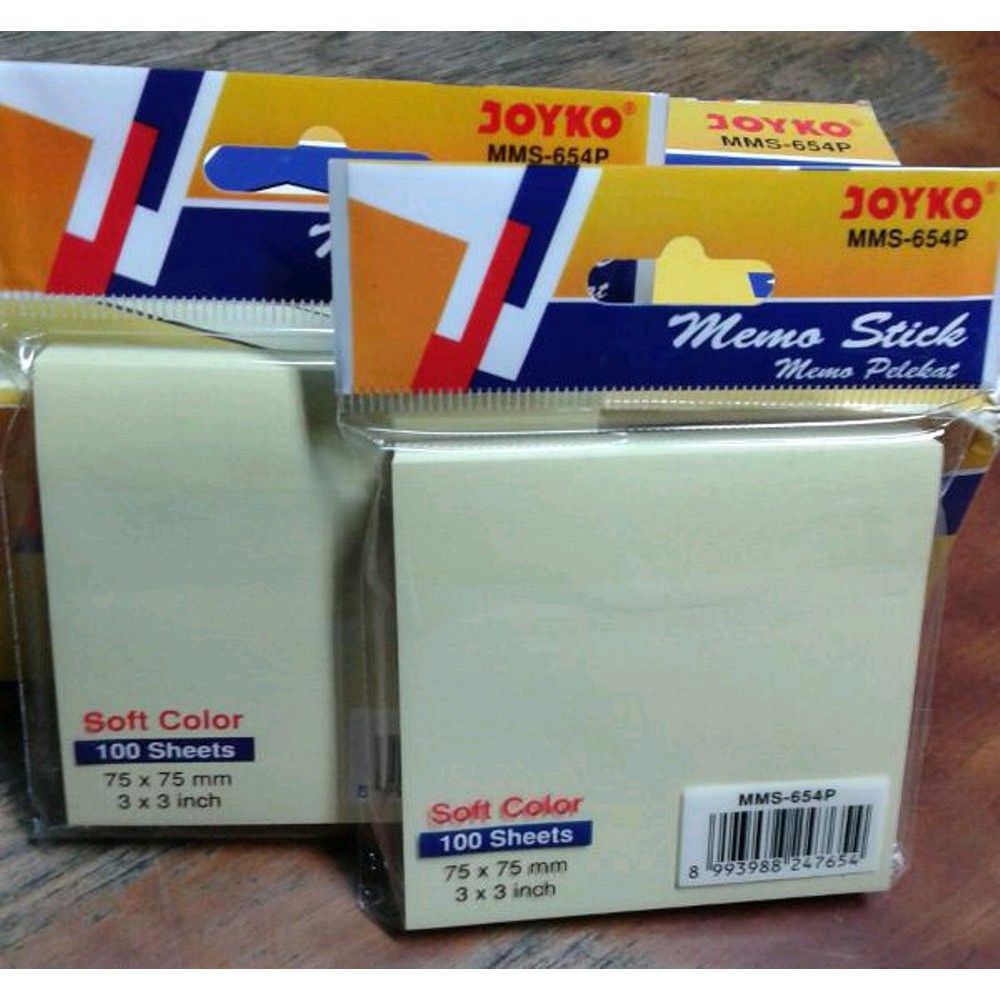 JOYKO®
MMS-654P
JOYKO®
MMS-654P
JOYKO®
MMS-654P
Memo Stick
Memo Pelekat
Soft Color
100 Sheets
75 x 75 mm
3 x 3 inch
Soft Color
100 Sheets
75 x 75 mm
3 x 3 inch
MMS-654P
8 993988 247654